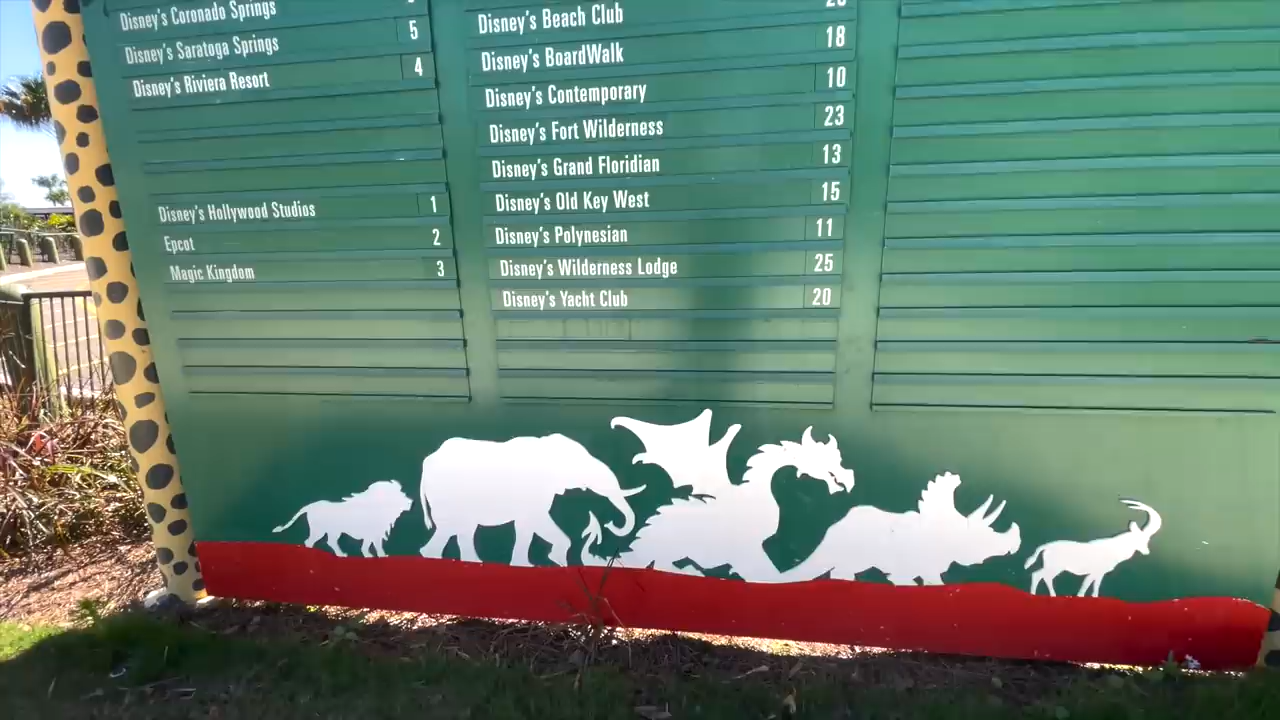 Disney's Coronado Springs
Disney's Saratoga Springs 5
Disney's Riviera Resort 4
Disney's Hollywood Studios 1
Epcot 2
Magic Kingdom 3
Disney's Beach Club
Disney's BoardWalk 18
Disney's Contemporary 10
Disney's Fort Wilderness 23
Disney's Grand Floridian 13
Disney's Old Key West 15
Disney's Polynesian 11
Disney's Wilderness Lodge 25
Disney's Yacht Club 20